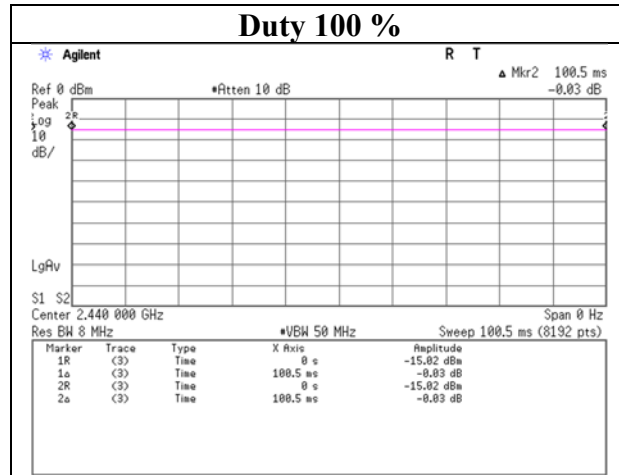 Duty 100 %
Agilent R T
Δ Mkr2 100.5 ms
Ref 0 dBm #Atten 10 dB -0.03 dB
Peak
Log
10
dB/
2R
LgAv
S1 S2
Center 2.440 000 GHz Span 0 Hz
Res BW 8 MHz #VBW 50 MHz Sweep 100.5 ms (8192 pts)
Marker Trace Type X Axis Amplitude
1R (3) Time 0 s -15.02 dBm
1Δ (3) Time 100.5 ms -0.03 dB
2R (3) Time 0 s -15.02 dBm
2Δ (3) Time 100.5 ms -0.03 dB